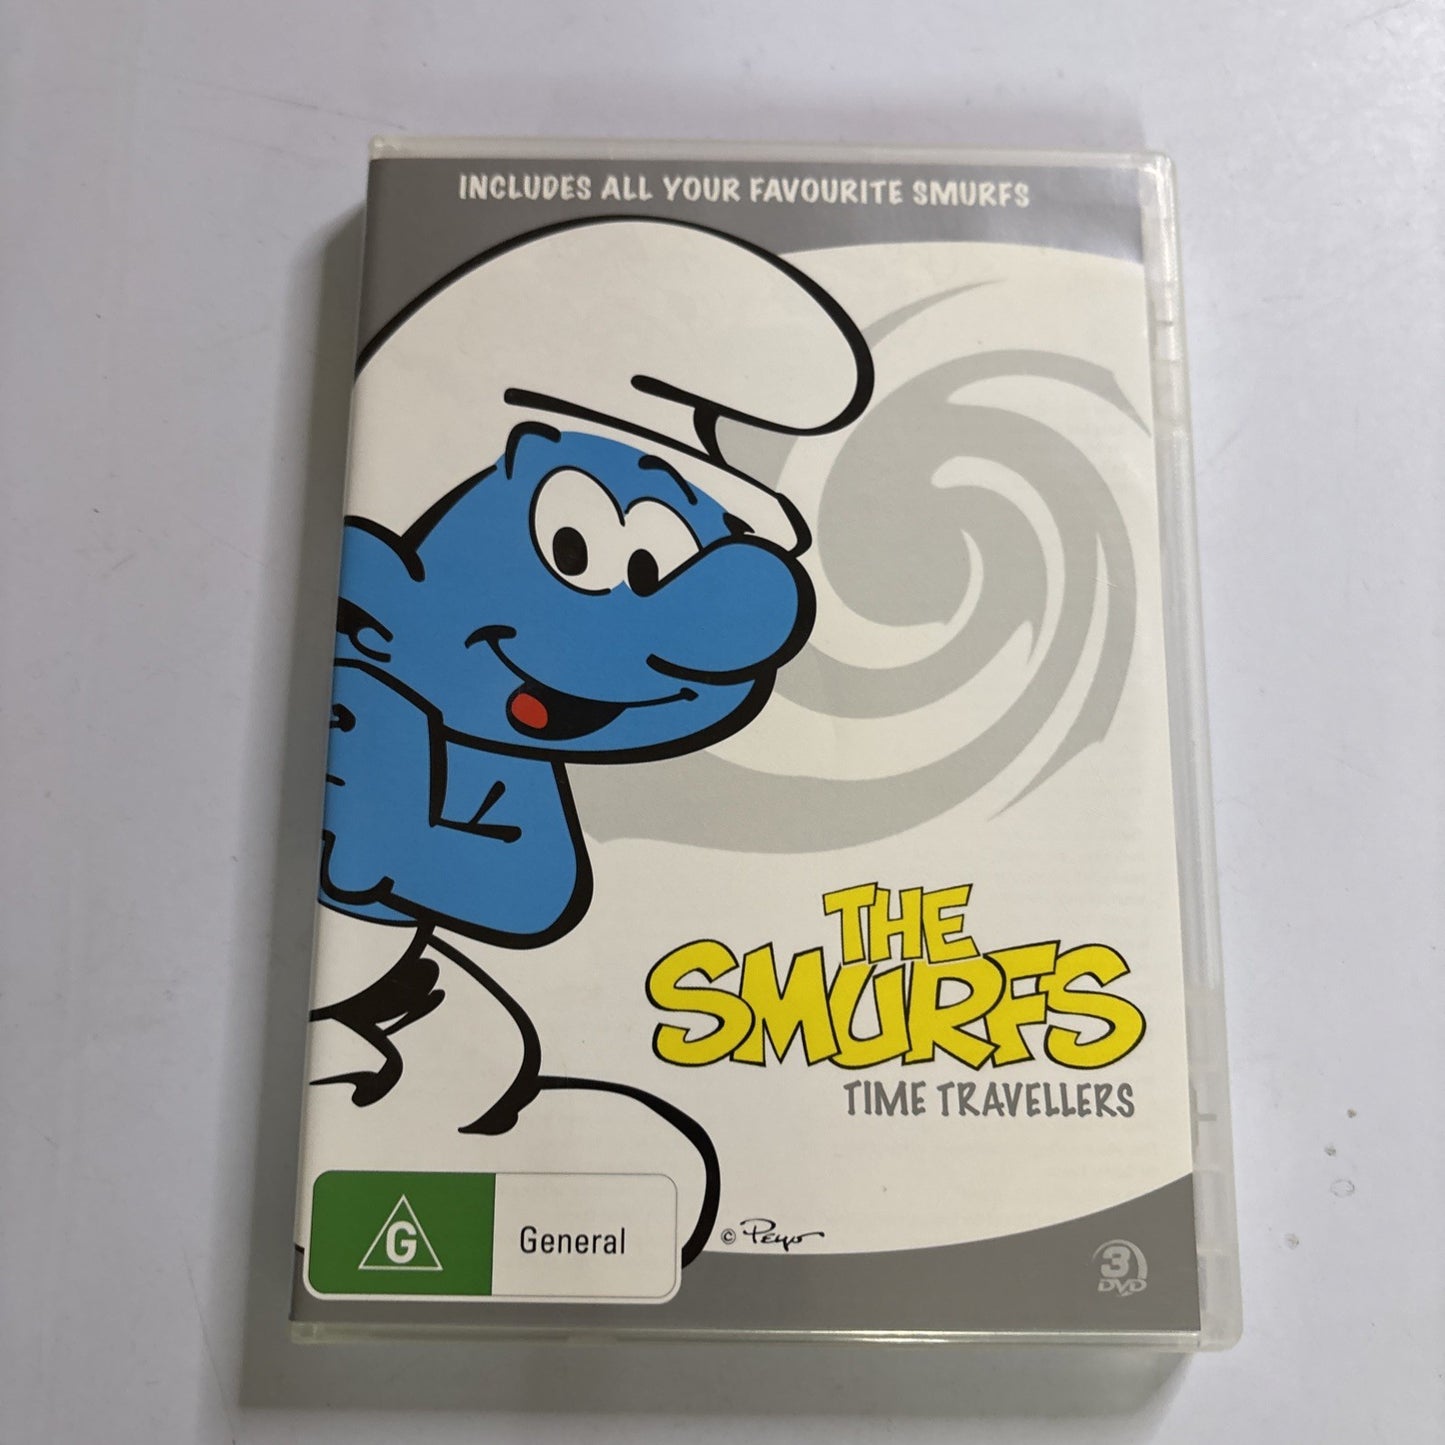 INCLUDES ALL YOUR FAVOURITE SMURFS
THE
SMURFS
TIME TRAVELLERS
G General
© Peyo
3
DVD